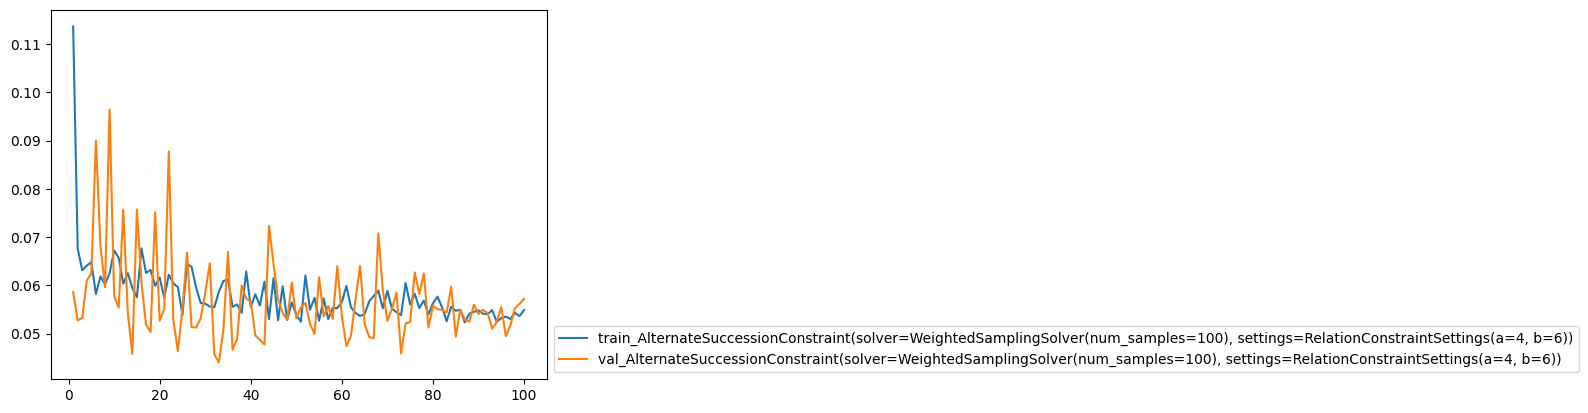 0.11
0.10
0.09
0.08
0.07
0.06
0.05
0 20 40 60 80 100
train_AlternateSuccessionConstraint(solver=WeightedSamplingSolver(num_samples=100), settings=RelationConstraintSettings(a=4, b=6))
val_AlternateSuccessionConstraint(solver=WeightedSamplingSolver(num_samples=100), settings=RelationConstraintSettings(a=4, b=6))